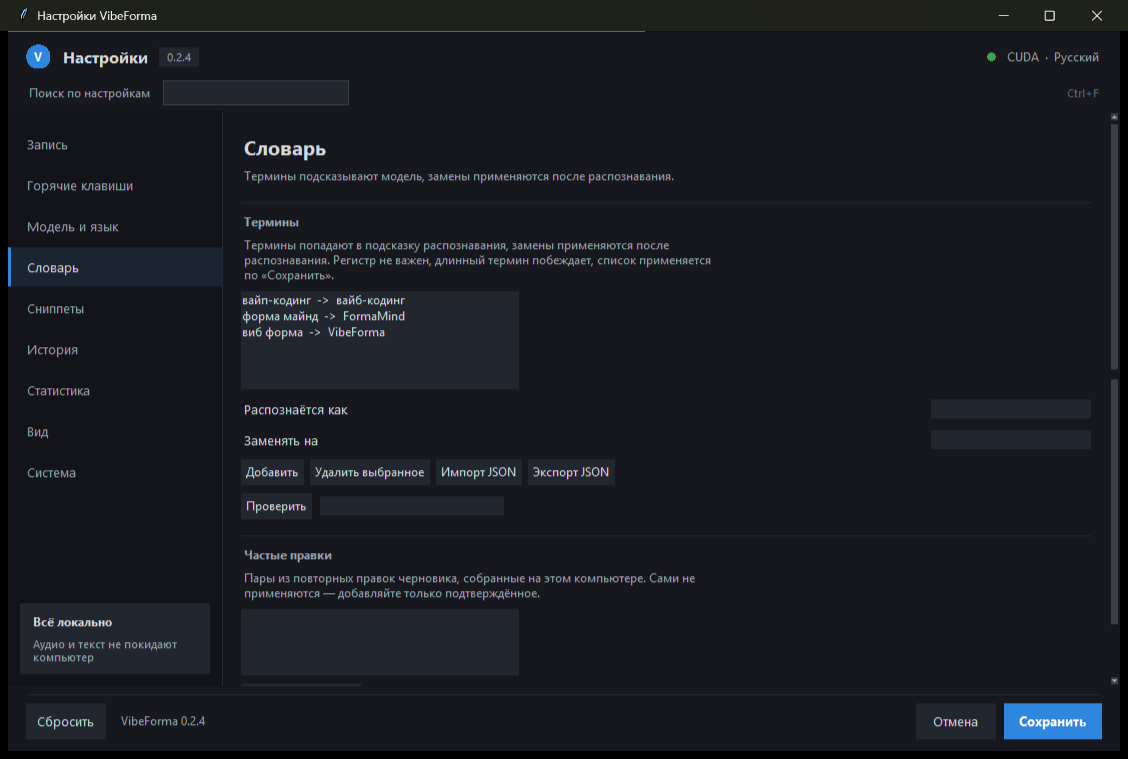 Настройки VibeForma
V Настройки 0.2.4
CUDA · Русский
Поиск по настройкам
Ctrl+F
Запись
Горячие клавиши
Модель и язык
Словарь
Сниппеты
История
Статистика
Вид
Система
Всё локально
Аудио и текст не покидают
компьютер
Словарь
Термины подсказывают модель, замены применяются после распознавания.
Термины
Термины попадают в подсказку распознавания, замены применяются после
распознавания. Регистр не важен, длинный термин побеждает, список применяется
по «Сохранить».
вайп-кодинг -> вайб-кодинг
форма майнд -> FormaMind
виб форма -> VibeForma
Распознаётся как
Заменять на
Добавить Удалить выбранное Импорт JSON Экспорт JSON
Проверить
Частые правки
Пары из повторных правок черновика, собранные на этом компьютере. Сами не
применяются — добавляйте только подтверждённое.
Сбросить VibeForma 0.2.4
Отмена Сохранить